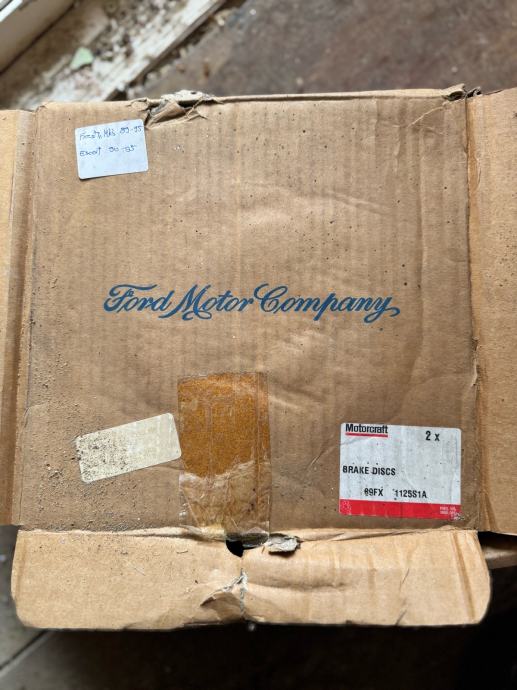 Fiesta Mk3 89-95
Escort 90-95
Ford Motor Company
Motorcraft 2 x
BRAKE DISCS
89FX 1125S1A